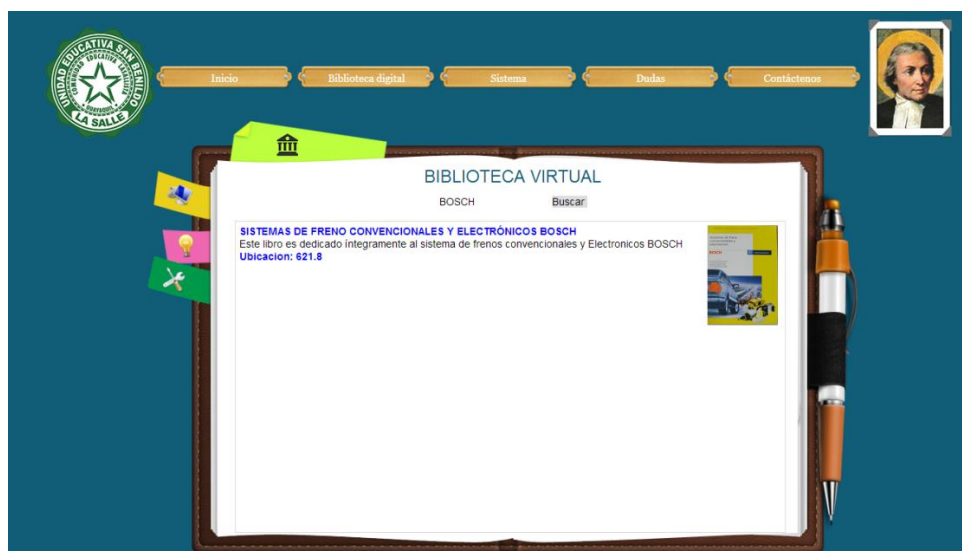 UNIDAD EDUCATIVA SAN BENILDO
LA SALLE
Inicio
Biblioteca digital
Sistema
Dudas
Contáctenos
BIBLIOTECA VIRTUAL
BOSCH
Buscar
SISTEMAS DE FRENO CONVENCIONALES Y ELECTRÓNICOS BOSCH
Este libro es dedicado íntegramente al sistema de frenos convencionales y Electronicos BOSCH
Ubicacion: 621.8
BOSCH